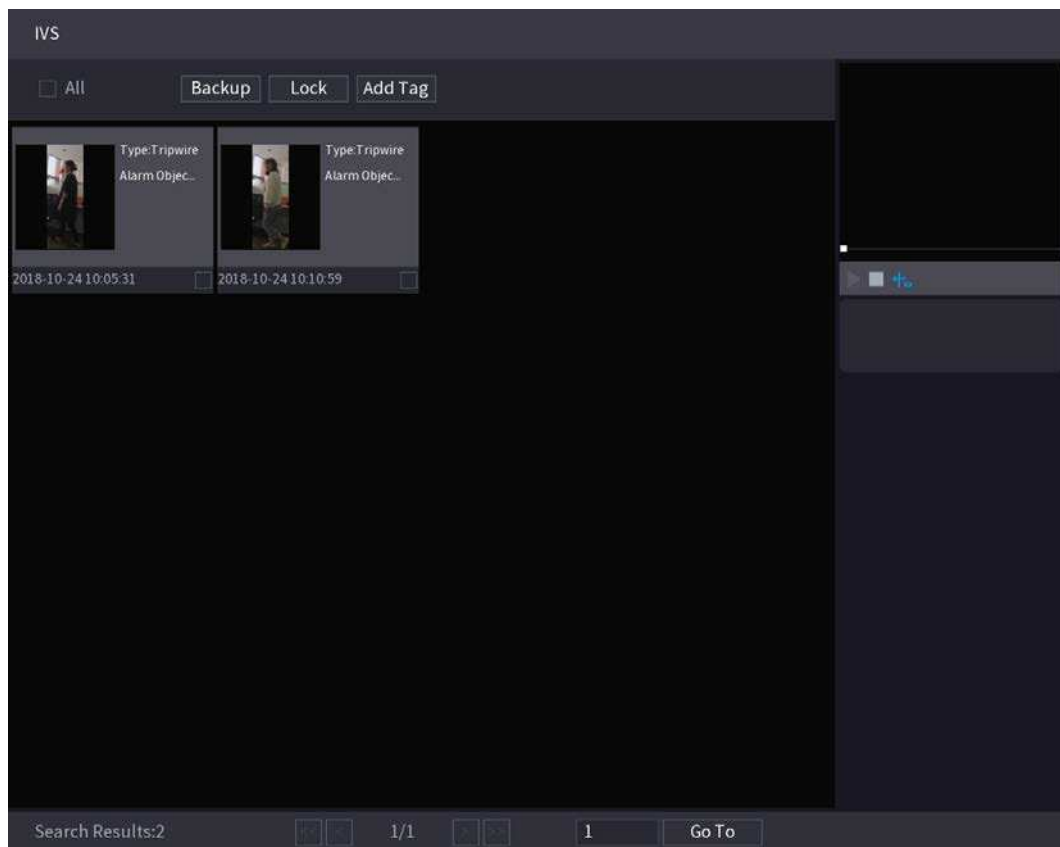 IVS
All
Backup Lock Add Tag
Type:Tripwire
Alarm Objec...
2018-10-24 10:05:31
Type:Tripwire
Alarm Objec...
2018-10-24 10:10:59
Search Results:2
<< < 1/1 > >> 1 Go To